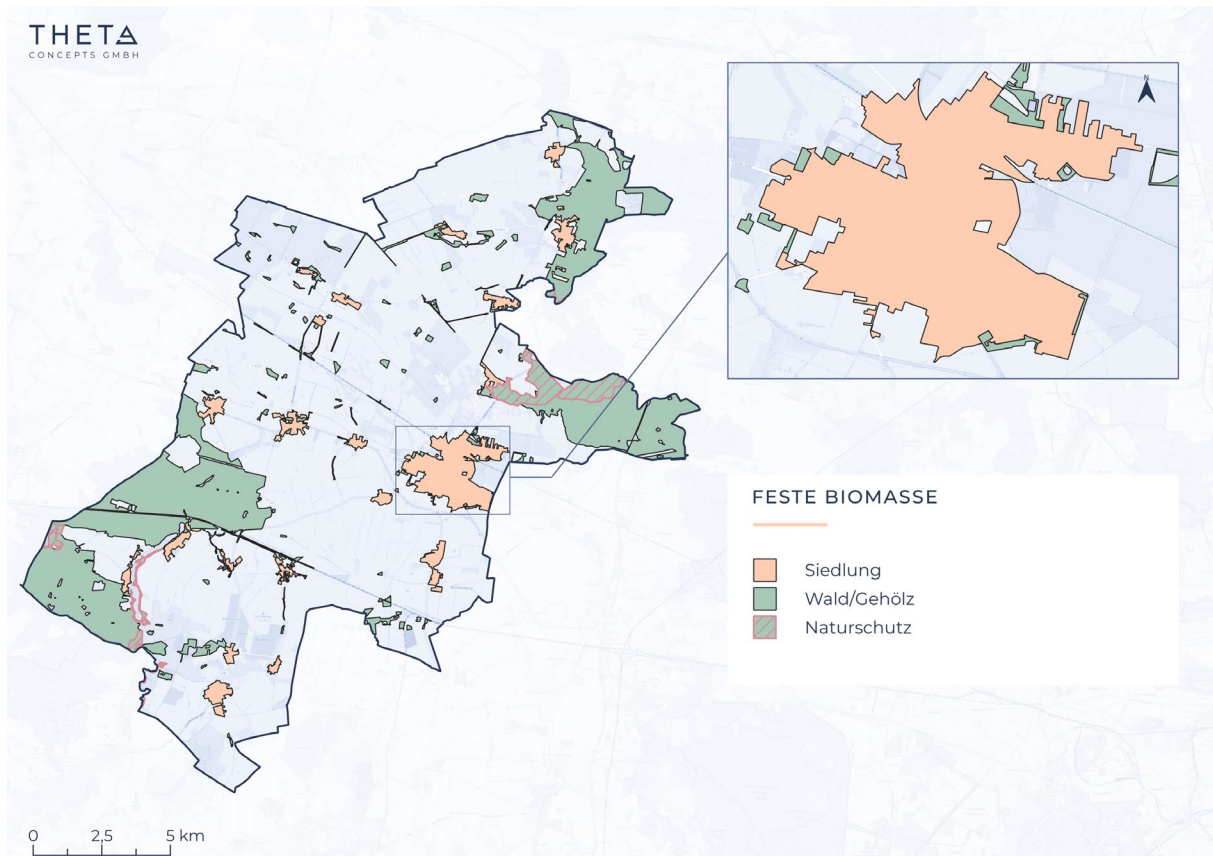 THETA
CONCEPTS GMBH
N
FESTE BIOMASSE
Siedlung
Wald/Gehölz
Naturschutz
0 2,5 5 km